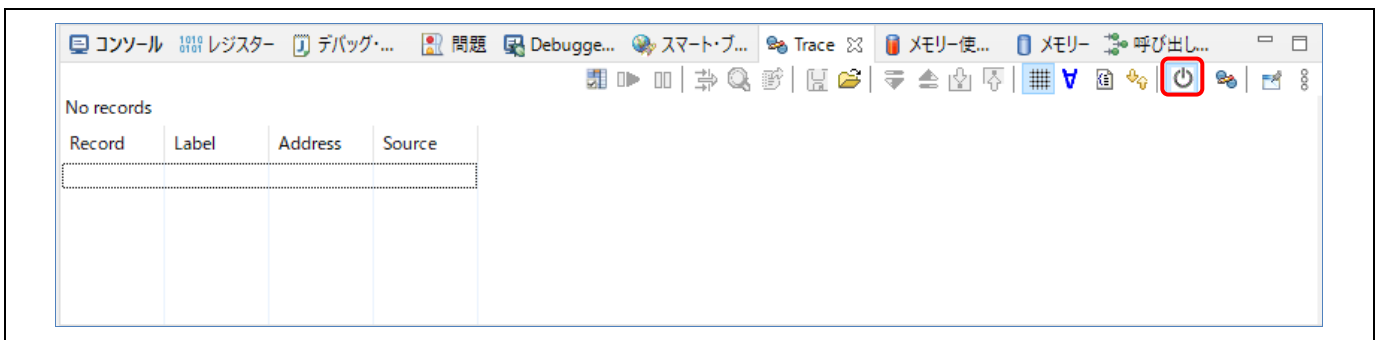 コンソール レジスター デバッグ・... 問題 Debugge... スマート・ブ... Trace メモリー使... メモリー 呼び出し...
No records
Record Label Address Source